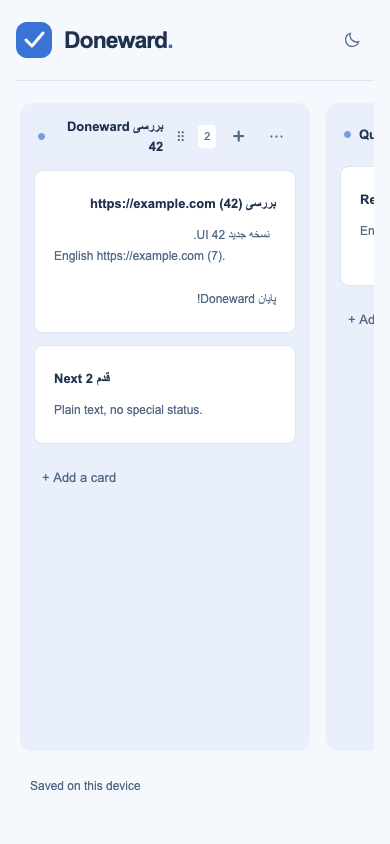 Doneward.
بررسی Doneward
42
2
بررسی (42) https://example.com
نسخه جدید UI 42.
English https://example.com (7).
پایان Doneward!
Next 2 قدم
Plain text, no special status.
+ Add a card
Qu
Re
En
+ Ad
Saved on this device